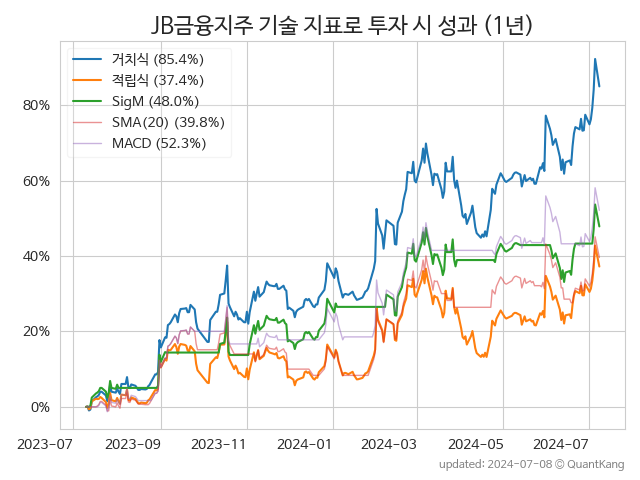 JB금융지주 기술 지표로 투자 시 성과 (1년)
거치식 (85.4%)
적립식 (37.4%)
SigM (48.0%)
SMA(20) (39.8%)
MACD (52.3%)
80%
60%
40%
20%
0%
2023-07 2023-09 2023-11 2024-01 2024-03 2024-05 2024-07
updated: 2024-07-08 © QuantKang